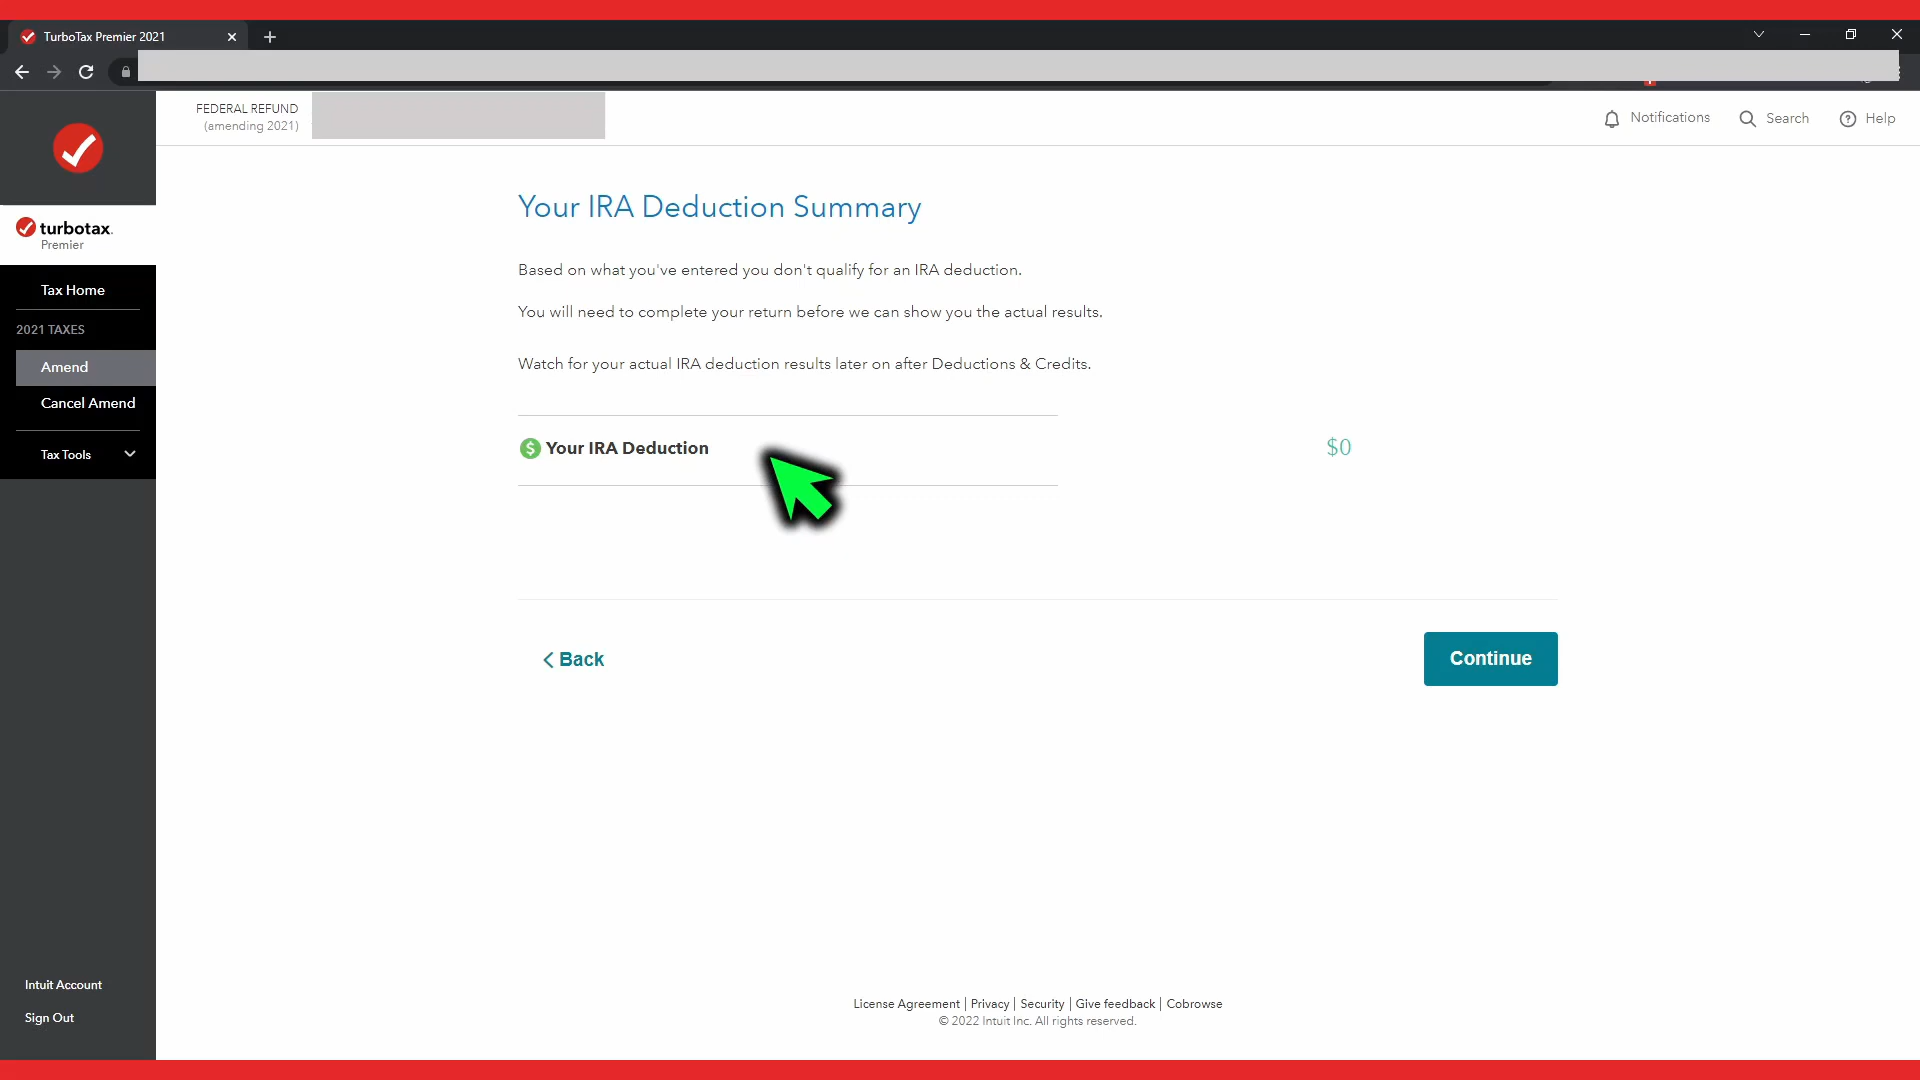 TurboTax Premier 2021
FEDERAL REFUND
(amending 2021)
Notifications
Search
Help
turbotax.
Premier
Tax Home
2021 TAXES
Amend
Cancel Amend
Tax Tools
Your IRA Deduction Summary
Based on what you've entered you don't qualify for an IRA deduction.
You will need to complete your return before we can show you the actual results.
Watch for your actual IRA deduction results later on after Deductions & Credits.
$ Your IRA Deduction $0
Back
Continue
Intuit Account
Sign Out
License Agreement | Privacy | Security | Give feedback | Cobrowse
© 2022 Intuit Inc. All rights reserved.